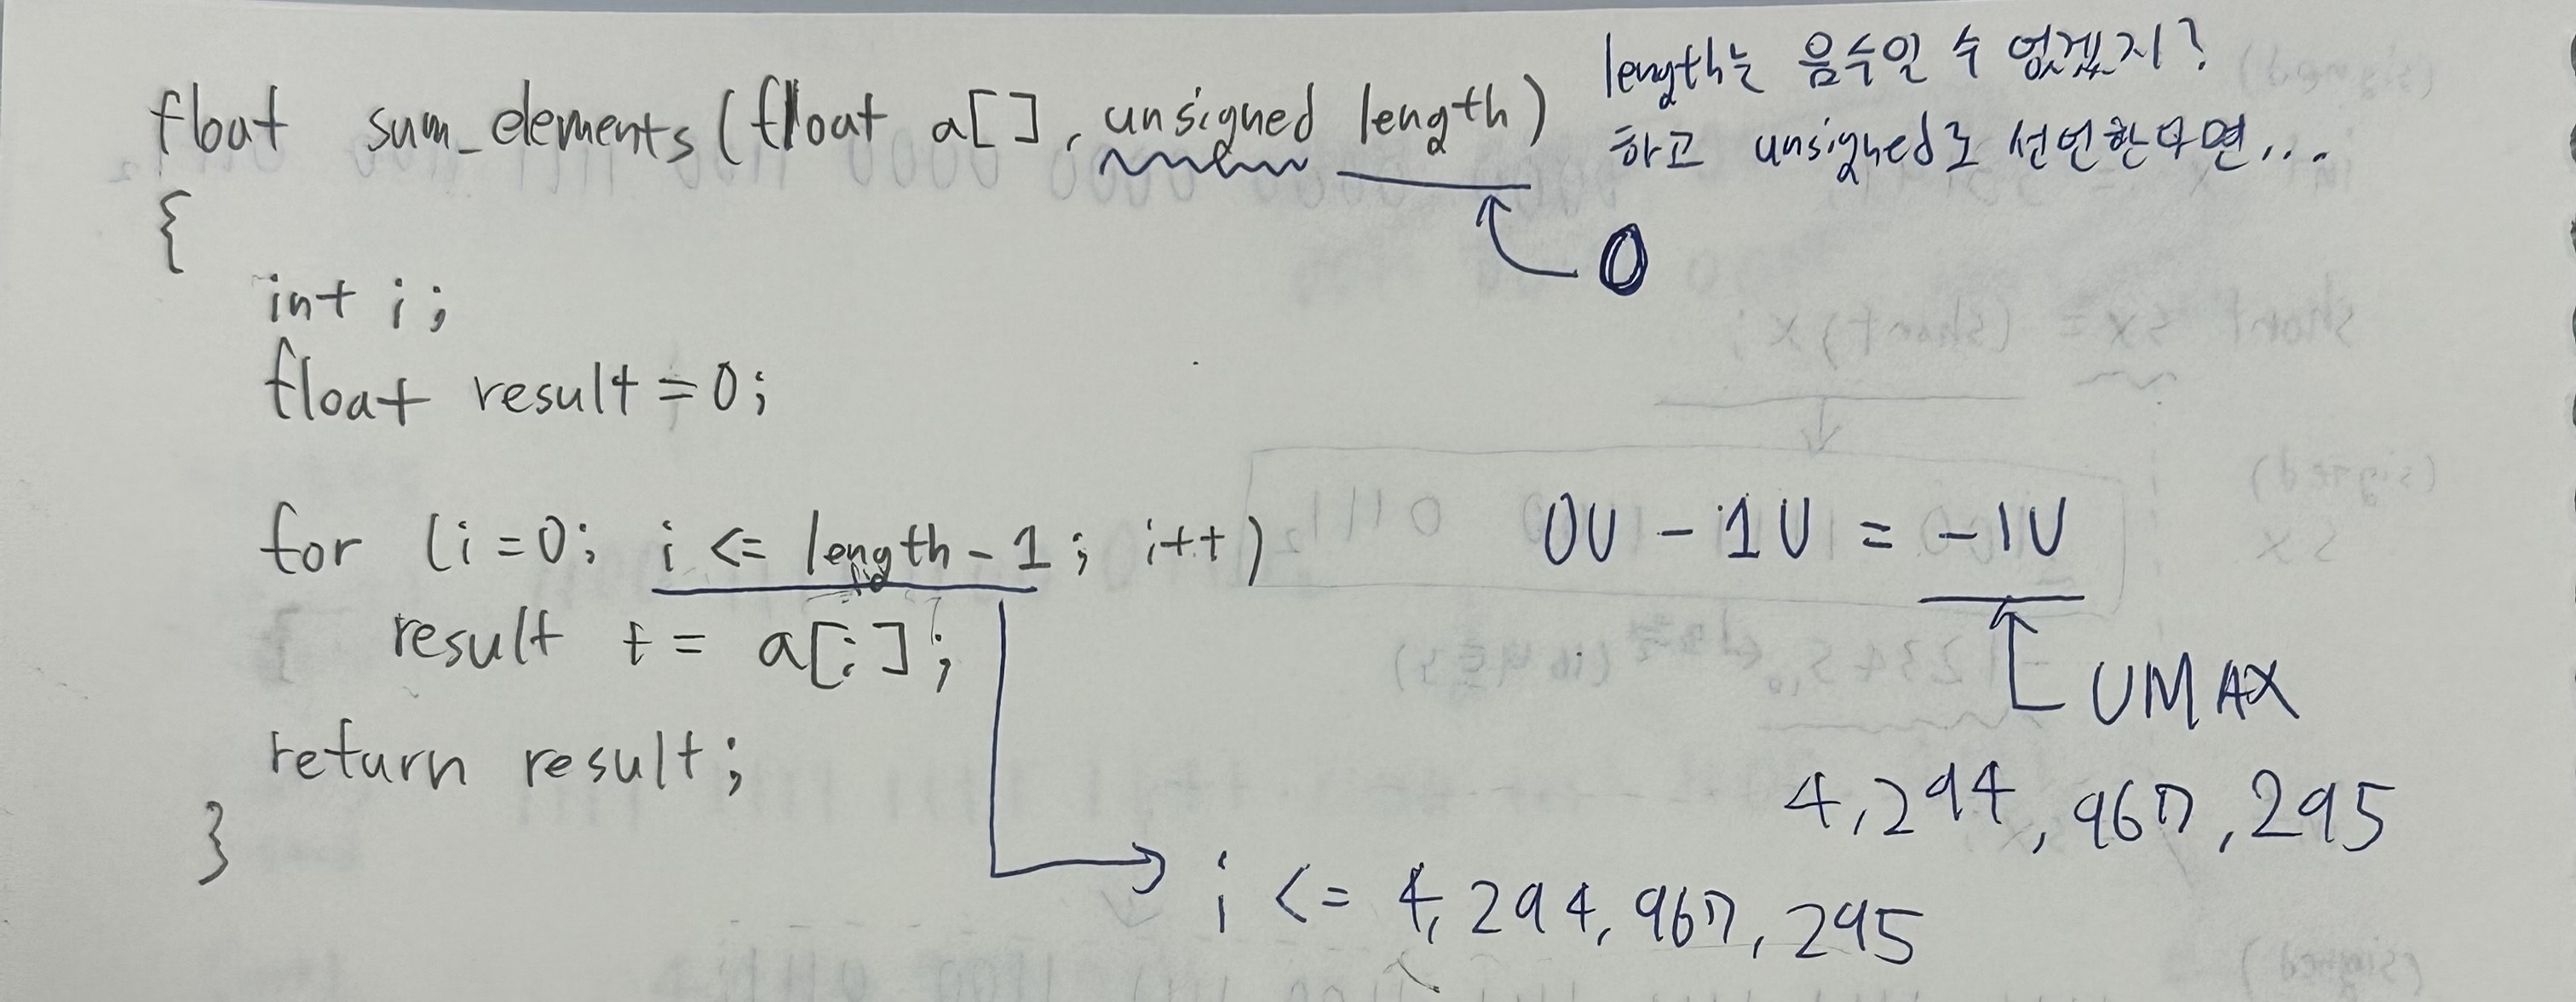 float sum_elements(float a[], unsigned length)
length는 음수일 수 없겠지?
하고 unsigned로 선언한다면...
0
{
int i;
float result = 0;
for (i=0; i <= length-1; i++)
0U - 1U = -1U
result += a[i];
UMAX
return result;
4,294,967,295
}
i <= 4,294,967,295